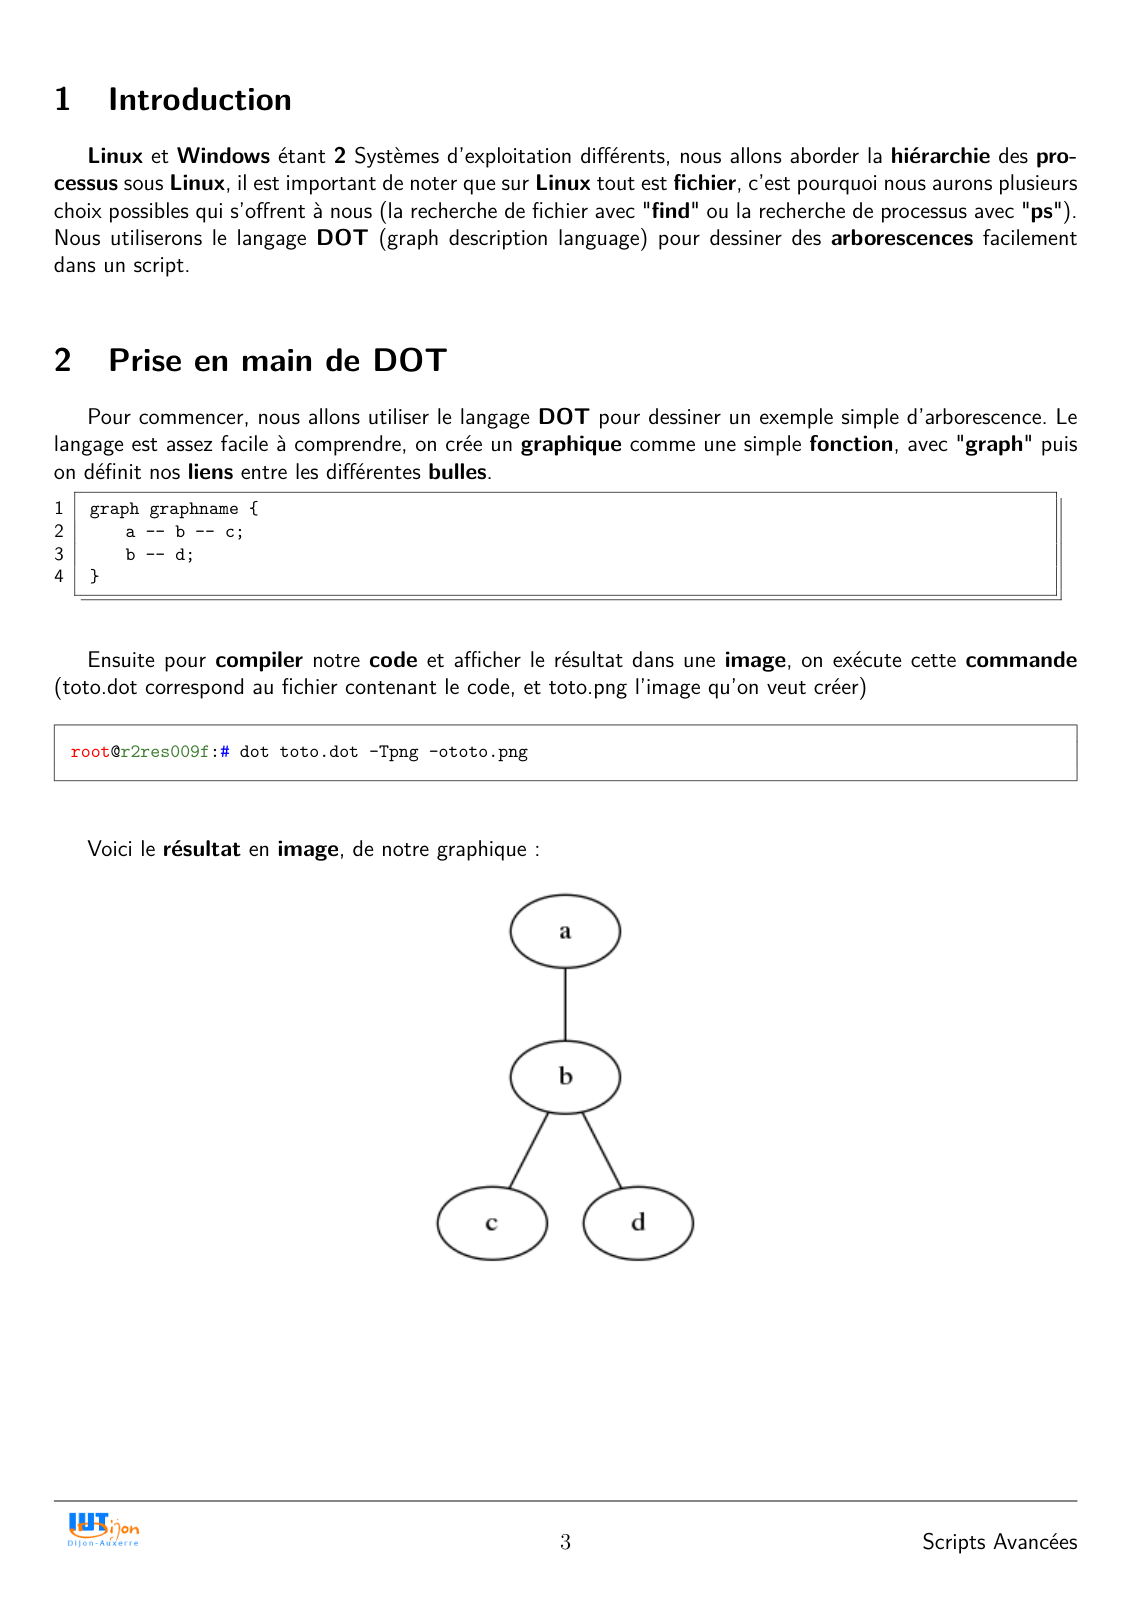 1 Introduction
Linux et Windows étant 2 Systèmes d'exploitation différents, nous allons aborder la hiérarchie des pro-
cessus sous Linux, il est important de noter que sur Linux tout est fichier, c'est pourquoi nous aurons plusieurs
choix possibles qui s'offrent à nous (la recherche de fichier avec "find" ou la recherche de processus avec "ps").
Nous utiliserons le langage DOT (graph description language) pour dessiner des arborescences facilement
dans un script.
2 Prise en main de DOT
Pour commencer, nous allons utiliser le langage DOT pour dessiner un exemple simple d'arborescence. Le
langage est assez facile à comprendre, on crée un graphique comme une simple fonction, avec "graph" puis
on définit nos liens entre les différentes bulles.
1 graph graphname {
2 a -- b -- c;
3 b -- d;
4 }
Ensuite pour compiler notre code et afficher le résultat dans une image, on exécute cette commande
(toto.dot correspond au fichier contenant le code, et toto.png l'image qu'on veut créer)
root@r2res009f:# dot toto.dot -Tpng -ototo.png
Voici le résultat en image, de notre graphique :
a
b
c d
IUT Dijon
Dijon-Auxerre
3
Scripts Avancées